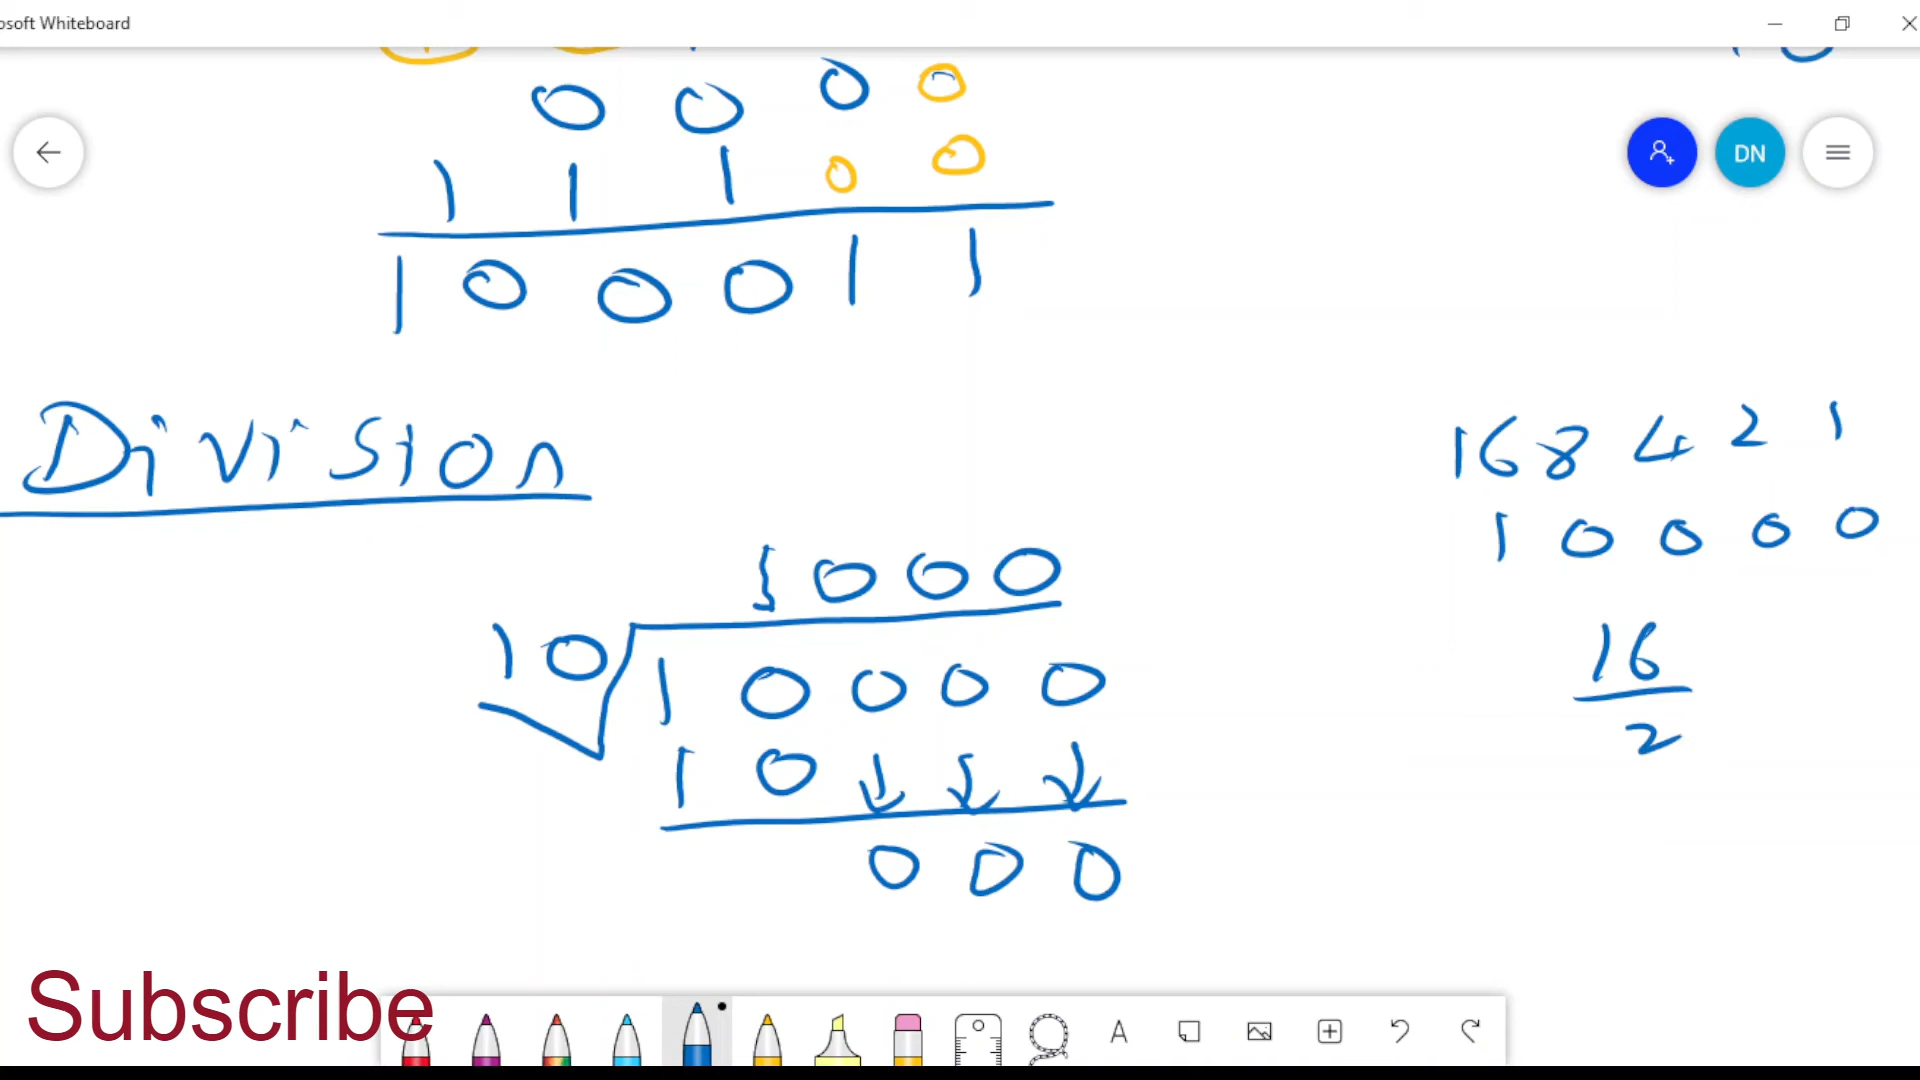 osoft Whiteboard
10
0 0 0 0
DN
1 1 1 0 0
1 0 0 0 1 1
Division
16 8 4 2 1
1 0 0 0 0
1 0 0 0
10 1 0 0 0 0
16
2
1 0 ↓ ↓ ↓
0 0 0
Subscribe
A